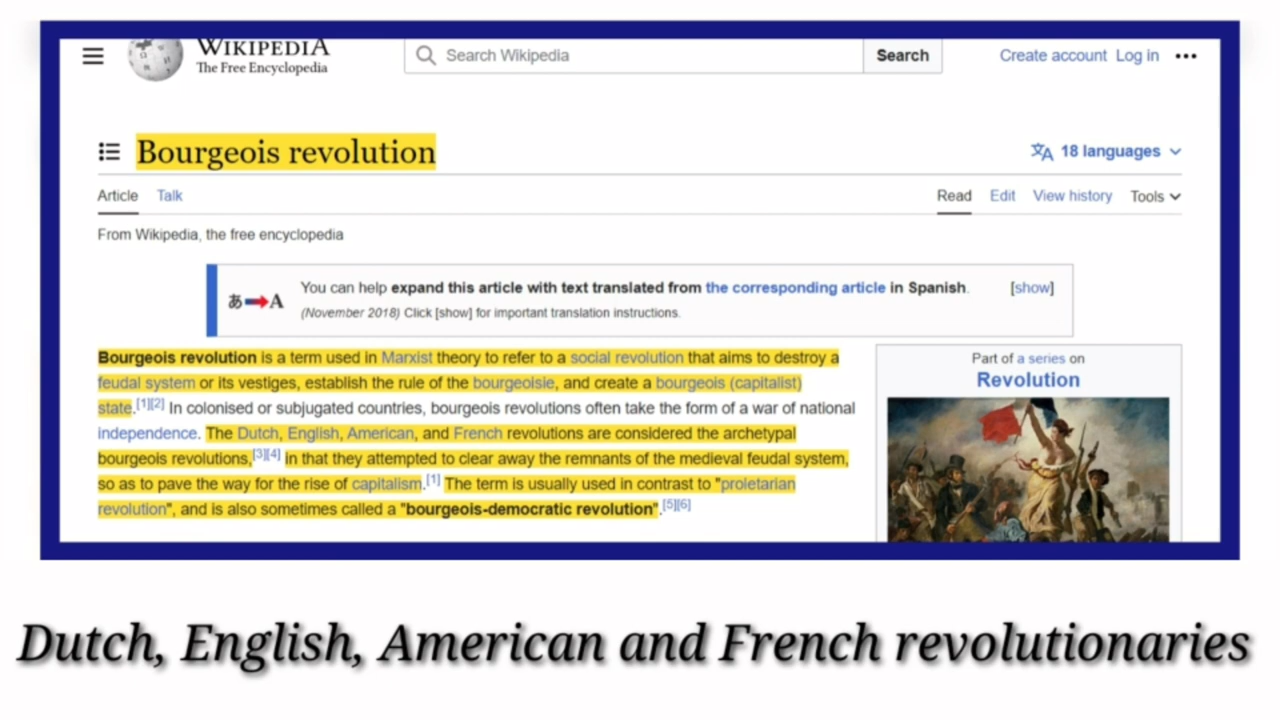 WIKIPEDIA
The Free Encyclopedia
Search Wikipedia
Search
Create account Log in
Bourgeois revolution
18 languages
Article Talk
Read Edit View history Tools
From Wikipedia, the free encyclopedia
あ A
You can help expand this article with text translated from the corresponding article in Spanish.
[show]
(November 2018) Click [show] for important translation instructions.
Bourgeois revolution is a term used in Marxist theory to refer to a social revolution that aims to destroy a
feudal system or its vestiges, establish the rule of the bourgeoisie, and create a bourgeois (capitalist)
state.[1][2] In colonised or subjugated countries, bourgeois revolutions often take the form of a war of national
independence. The Dutch, English, American, and French revolutions are considered the archetypal
bourgeois revolutions,[3][4] in that they attempted to clear away the remnants of the medieval feudal system,
so as to pave the way for the rise of capitalism.[1] The term is usually used in contrast to "proletarian
revolution", and is also sometimes called a "bourgeois-democratic revolution".[5][6]
Part of a series on
Revolution
Dutch, English, American and French revolutionaries